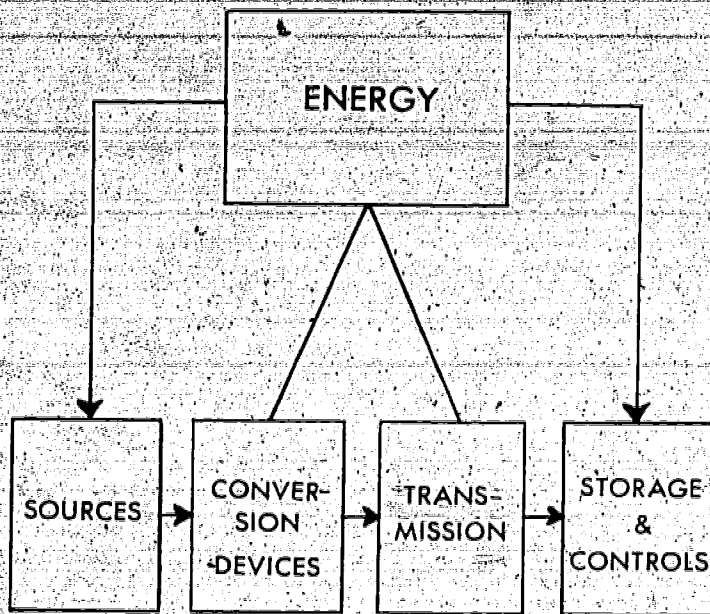 ENERGY
SOURCES
CONVER-
SION
DEVICES
TRANS-
MISSION
STORAGE
&
CONTROLS